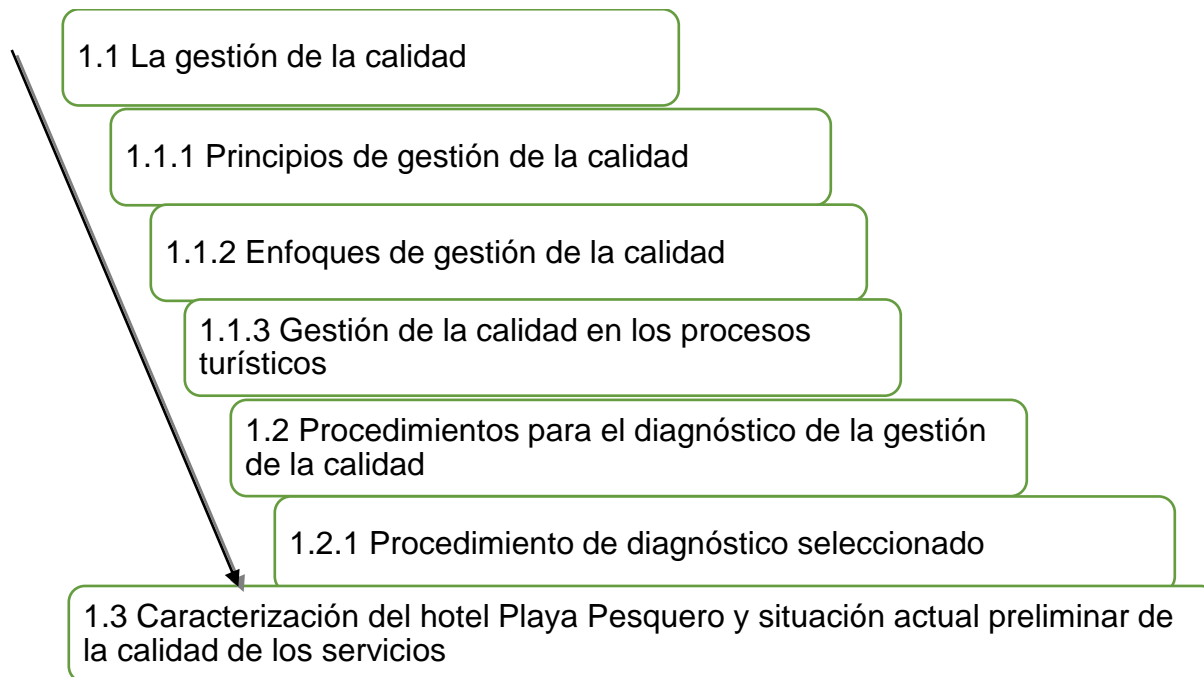 1.1 La gestión de la calidad
1.1.1 Principios de gestión de la calidad
1.1.2 Enfoques de gestión de la calidad
1.1.3 Gestión de la calidad en los procesos
turísticos
1.2 Procedimientos para el diagnóstico de la gestión
de la calidad
1.2.1 Procedimiento de diagnóstico seleccionado
1.3 Caracterización del hotel Playa Pesquero y situación actual preliminar de
la calidad de los servicios